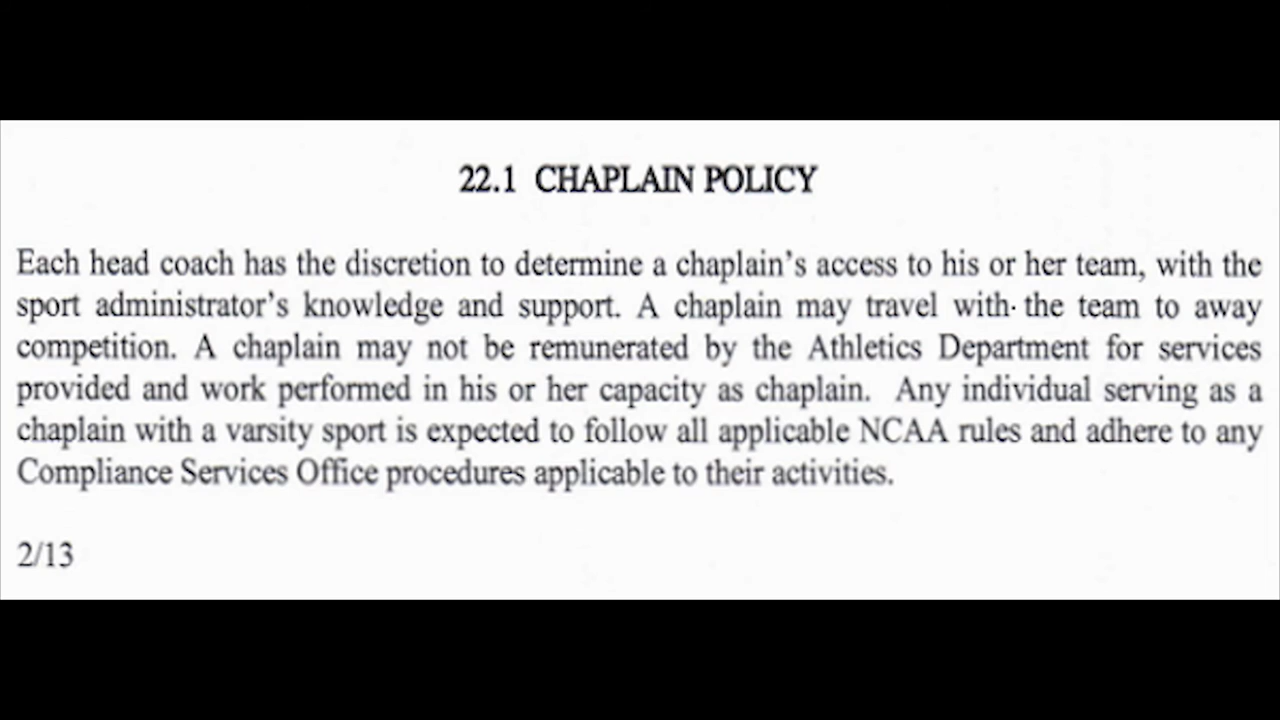 22.1 CHAPLAIN POLICY
Each head coach has the discretion to determine a chaplain's access to his or her team, with the
sport administrator's knowledge and support. A chaplain may travel with· the team to away
competition. A chaplain may not be remunerated by the Athletics Department for services
provided and work performed in his or her capacity as chaplain. Any individual serving as a
chaplain with a varsity sport is expected to follow all applicable NCAA rules and adhere to any
Compliance Services Office procedures applicable to their activities.
2/13